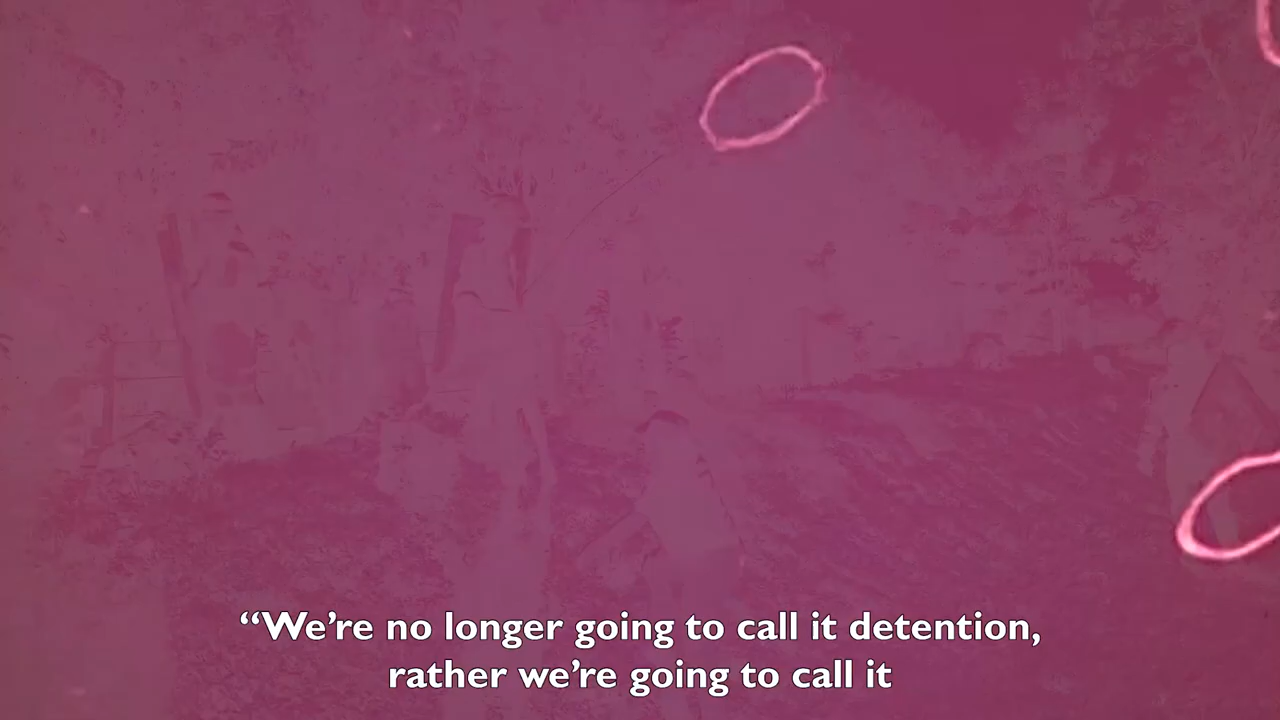 “We’re no longer going to call it detention,
rather we’re going to call it